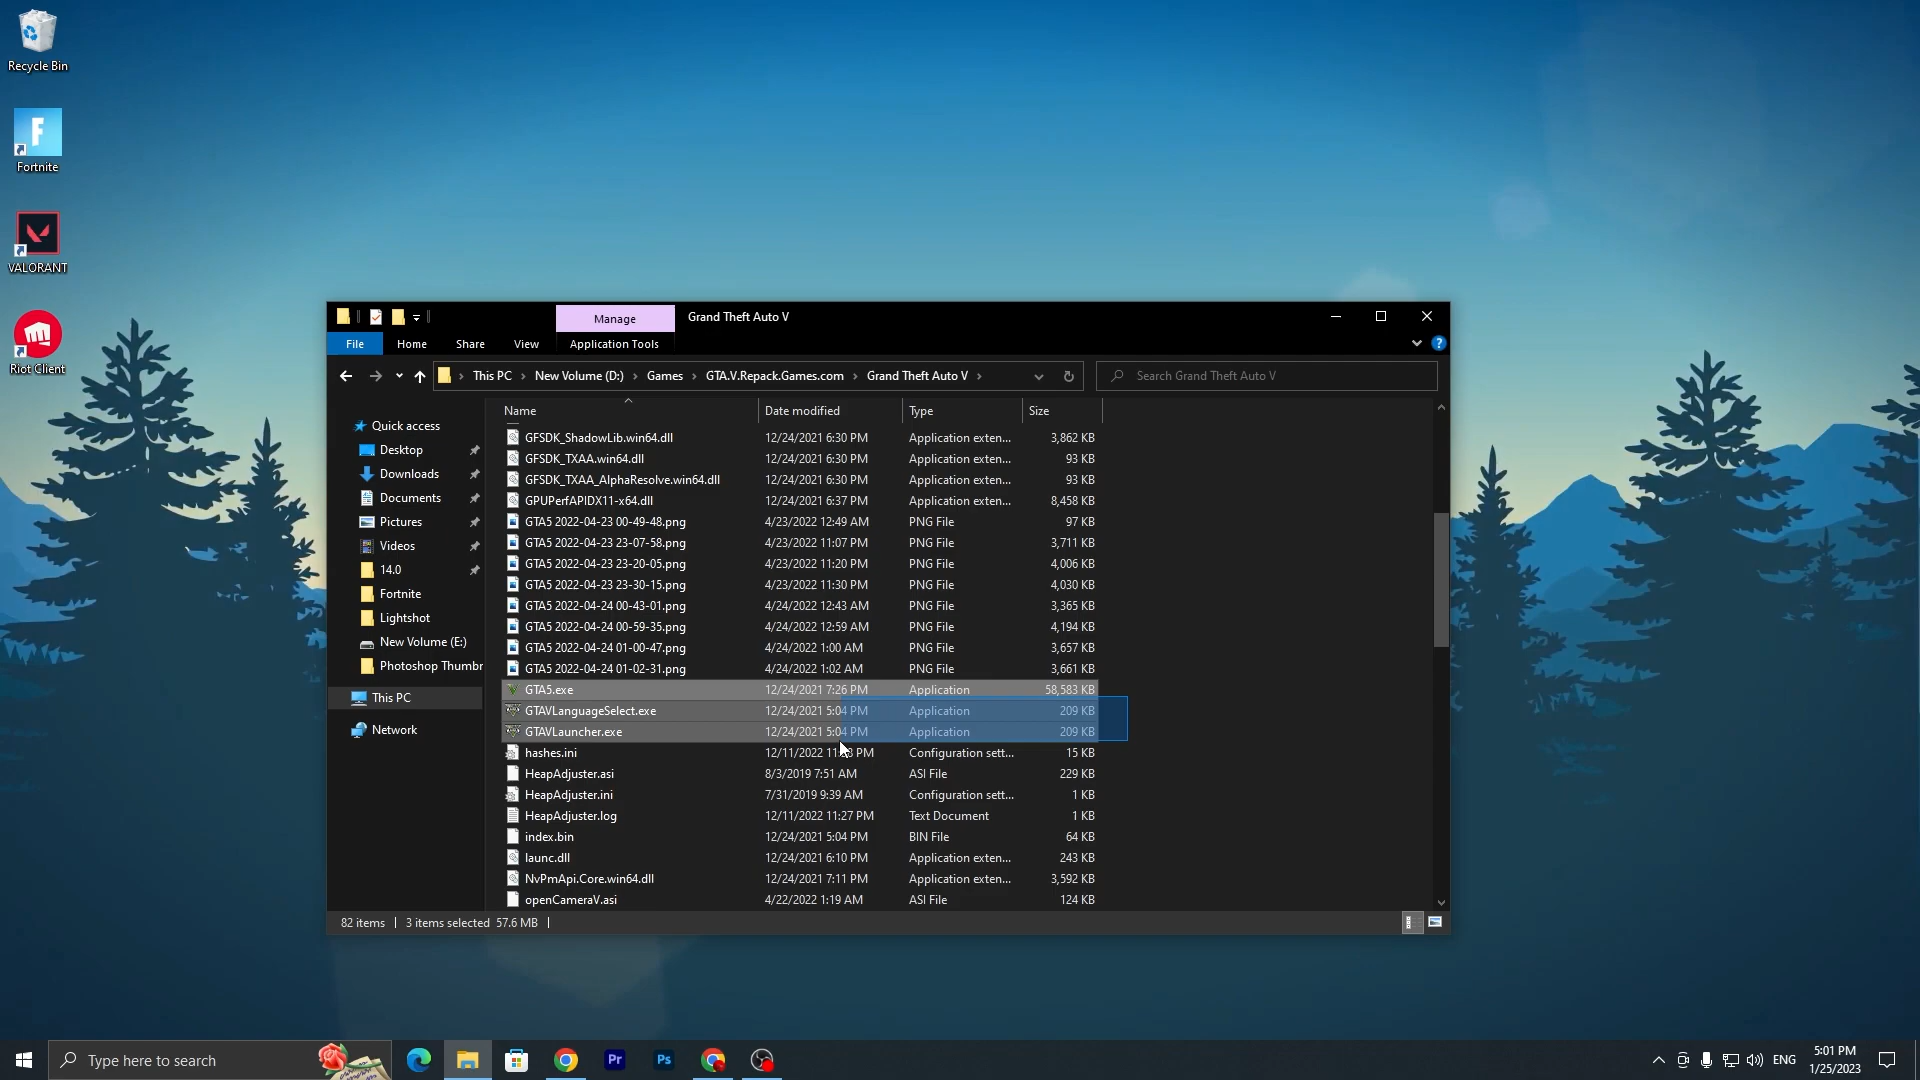 Recycle Bin
Fortnite
VALORANT
Riot Client
Manage
Grand Theft Auto V
File
Home
Share
View
Application Tools
This PC › New Volume (D:) › Games › GTA.V.Repack.Games.com › Grand Theft Auto V ›
Search Grand Theft Auto V
Quick access
Desktop
Downloads
Documents
Pictures
Videos
14.0
Fortnite
Lightshot
New Volume (E:)
Photoshop Thumbr
This PC
Network
Name Date modified Type Size
GFSDK_ShadowLib.win64.dll 12/24/2021 6:30 PM Application exten... 3,862 KB
GFSDK_TXAA.win64.dll 12/24/2021 6:30 PM Application exten... 93 KB
GFSDK_TXAA_AlphaResolve.win64.dll 12/24/2021 6:30 PM Application exten... 93 KB
GPUPerfAPIDX11-x64.dll 12/24/2021 6:37 PM Application exten... 8,458 KB
GTA5 2022-04-23 00-49-48.png 4/23/2022 12:49 AM PNG File 97 KB
GTA5 2022-04-23 23-07-58.png 4/23/2022 11:07 PM PNG File 3,711 KB
GTA5 2022-04-23 23-20-05.png 4/23/2022 11:20 PM PNG File 4,006 KB
GTA5 2022-04-23 23-30-15.png 4/23/2022 11:30 PM PNG File 4,030 KB
GTA5 2022-04-24 00-43-01.png 4/24/2022 12:43 AM PNG File 3,365 KB
GTA5 2022-04-24 00-59-35.png 4/24/2022 12:59 AM PNG File 4,194 KB
GTA5 2022-04-24 01-00-47.png 4/24/2022 1:00 AM PNG File 3,657 KB
GTA5 2022-04-24 01-02-31.png 4/24/2022 1:02 AM PNG File 3,661 KB
GTA5.exe 12/24/2021 7:26 PM Application 58,583 KB
GTAVLanguageSelect.exe 12/24/2021 5:04 PM Application 209 KB
GTAVLauncher.exe 12/24/2021 5:04 PM Application 209 KB
hashes.ini 12/11/2022 PM Configuration sett... 15 KB
HeapAdjuster.asi 8/3/2019 7:51 AM ASI File 229 KB
HeapAdjuster.ini 7/31/2019 9:39 AM Configuration sett... 1 KB
HeapAdjuster.log 12/11/2022 11:27 PM Text Document 1 KB
index.bin 12/24/2021 5:04 PM BIN File 64 KB
launc.dll 12/24/2021 6:10 PM Application exten... 243 KB
NvPmApi.Core.win64.dll 12/24/2021 7:11 PM Application exten... 3,592 KB
openCameraV.asi 4/22/2022 1:19 AM ASI File 124 KB
82 items 3 items selected 57.6 MB
Type here to search
Pr
Ps
ENG
5:01 PM
1/25/2023